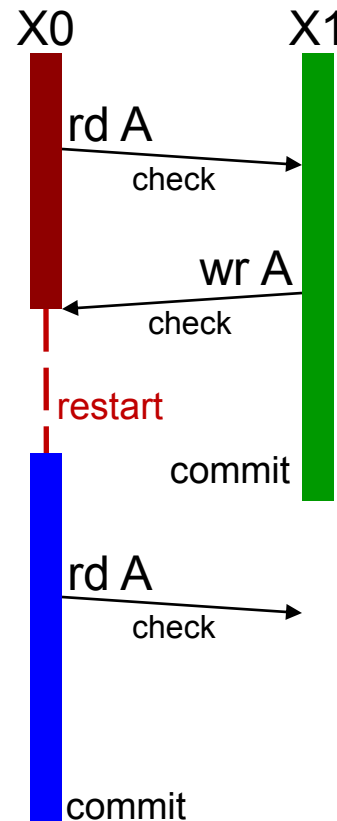 X0 X1
rd A
check
wr A
check
restart
commit
rd A
check
commit